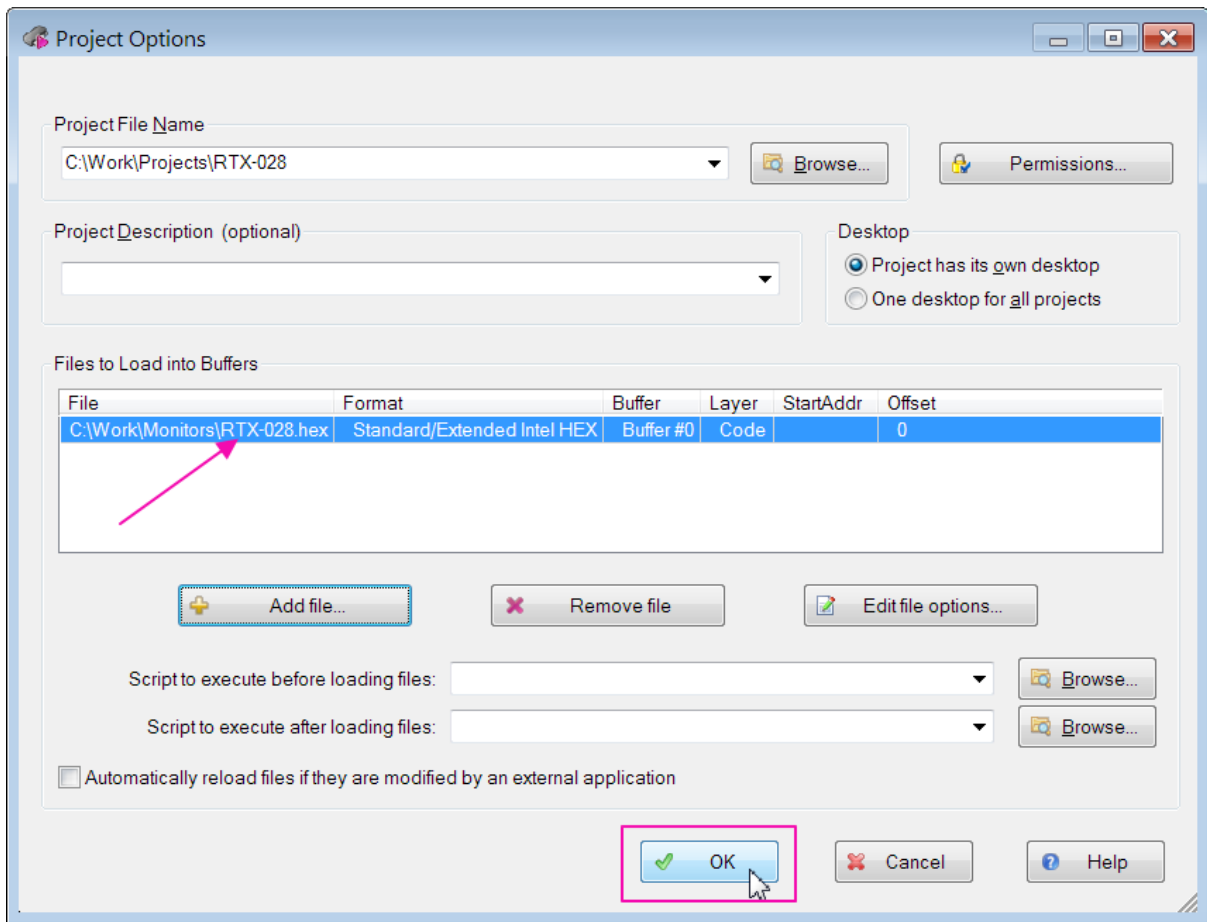 Project Options
Project File Name
C:\Work\Projects\RTX-028
Browse...
Permissions...
Project Description (optional)
Desktop
Project has its own desktop
One desktop for all projects
Files to Load into Buffers
File Format Buffer Layer StartAddr Offset
C:\Work\Monitors\RTX-028.hex Standard/Extended Intel HEX Buffer #0 Code 0
Add file... Remove file Edit file options...
Script to execute before loading files: Browse...
Script to execute after loading files: Browse...
Automatically reload files if they are modified by an external application
OK Cancel Help